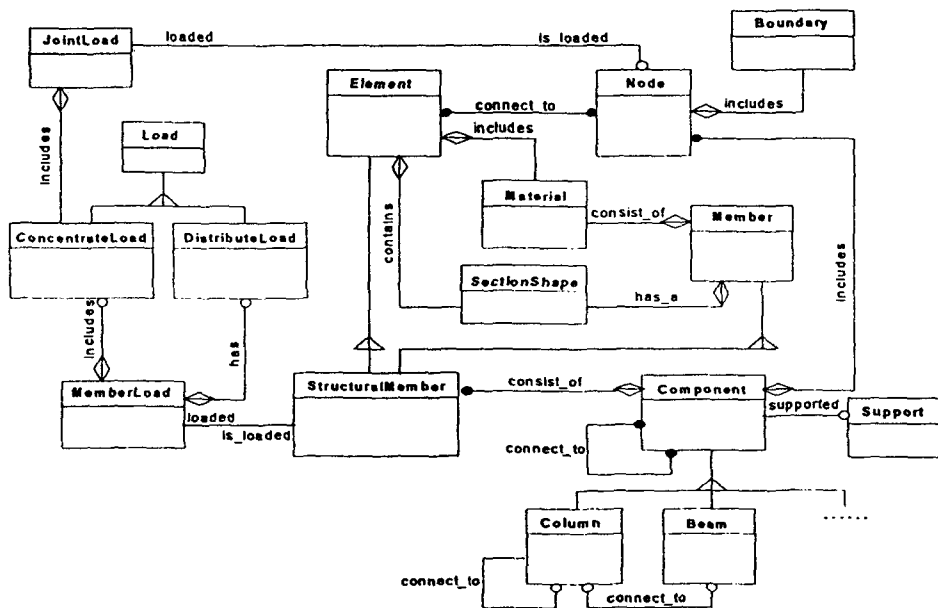 Boundary
JointLoad
loaded
is_loaded
Element
Node
connect_to
includes
includes
Load
includes
Material
consist_of
Member
ConcentrateLoad
DistributeLoad
contains
SectionShape
has_a
includes
includes
has
MemberLoad
StructuralMember
consist_of
Component
supported
Support
loaded
is_loaded
connect_to
Column
Beam
......
connect_to
connect_to